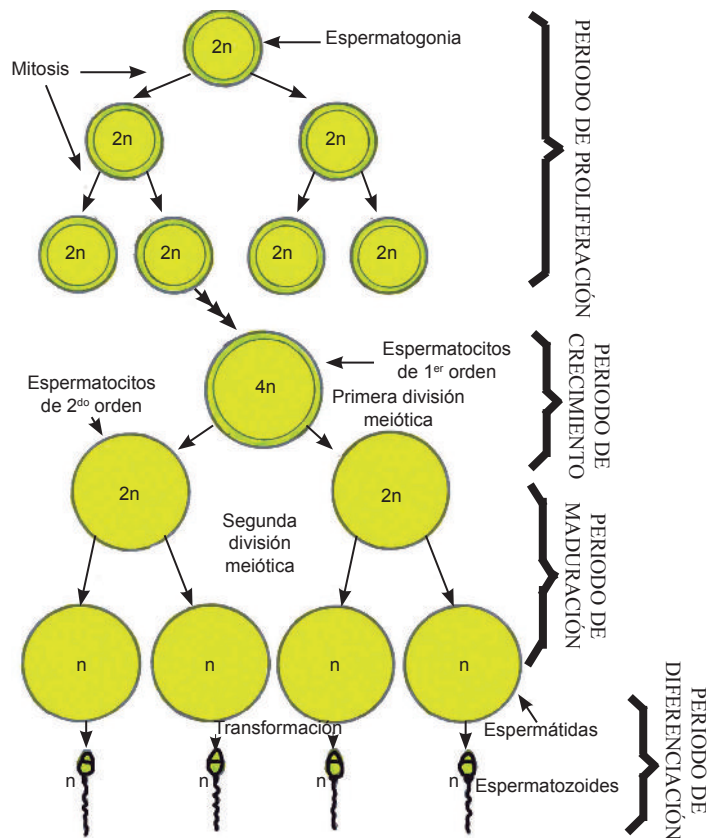 2n
Espermatogonia
Mitosis
2n
2n
2n
2n
2n
2n
PERIODO DE PROLIFERACIÓN
4n
Espermatocitos
de 1er orden
Primera división
meiótica
PERIODO DE
CRECIMIENTO
Espermatocitos
de 2do orden
2n
2n
Segunda
división
meiótica
PERIODO DE
MADURACIÓN
n
n
n
n
Transformación
Espermátidas
n
n
n
n
Espermatozoides
PERIODO DE
DIFERENCIACIÓN